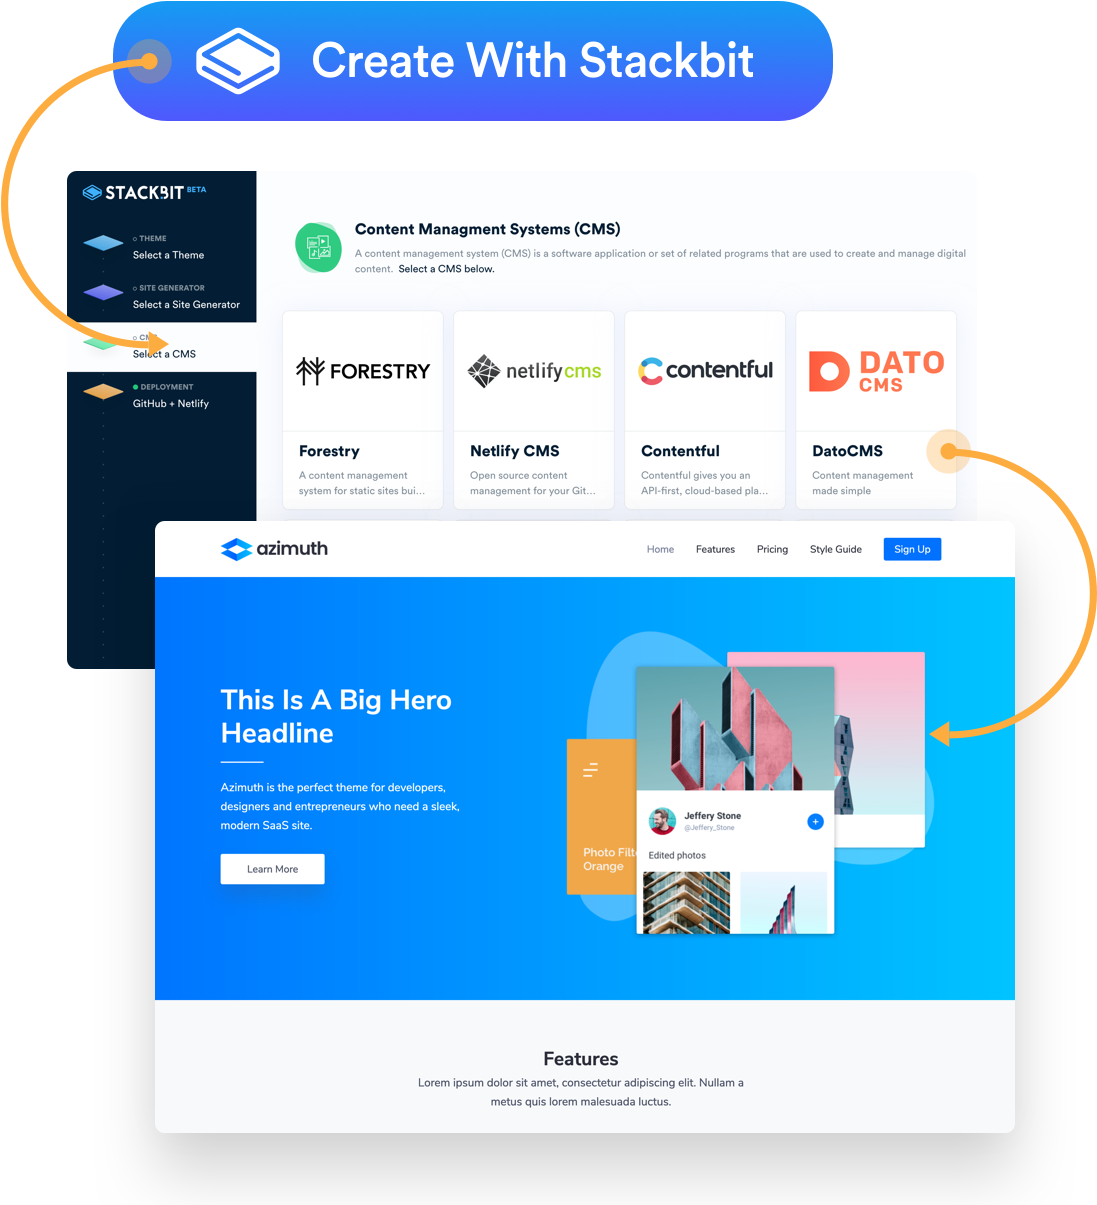 Create With Stackbit
STACKBIT BETA
THEME
Select a Theme
SITE GENERATOR
Select a Site Generator
Select a CMS
DEPLOYMENT
GitHub + Netlify
Content Managment Systems (CMS)
A content management system (CMS) is a software application or set of related programs that are used to create and manage digital
content. Select a CMS below.
FORESTRY
Forestry
A content management
system for static sites bui...
netlifycms
Netlify CMS
Open source content
management for your Git...
contentful
Contentful
Contentful gives you an
API-first, cloud-based pla...
DATO
CMS
DatoCMS
Content management
made simple
azimuth
Home Features Pricing Style Guide Sign Up
This Is A Big Hero
Headline
Azimuth is the perfect theme for developers,
designers and entrepreneurs who need a sleek,
modern SaaS site.
Learn More
Photo Filt
Orange
Jeffery Stone
@Jeffery_Stone
+
Edited photos
Features
Lorem ipsum dolor sit amet, consectetur adipiscing elit. Nullam a
metus quis lorem malesuada luctus.